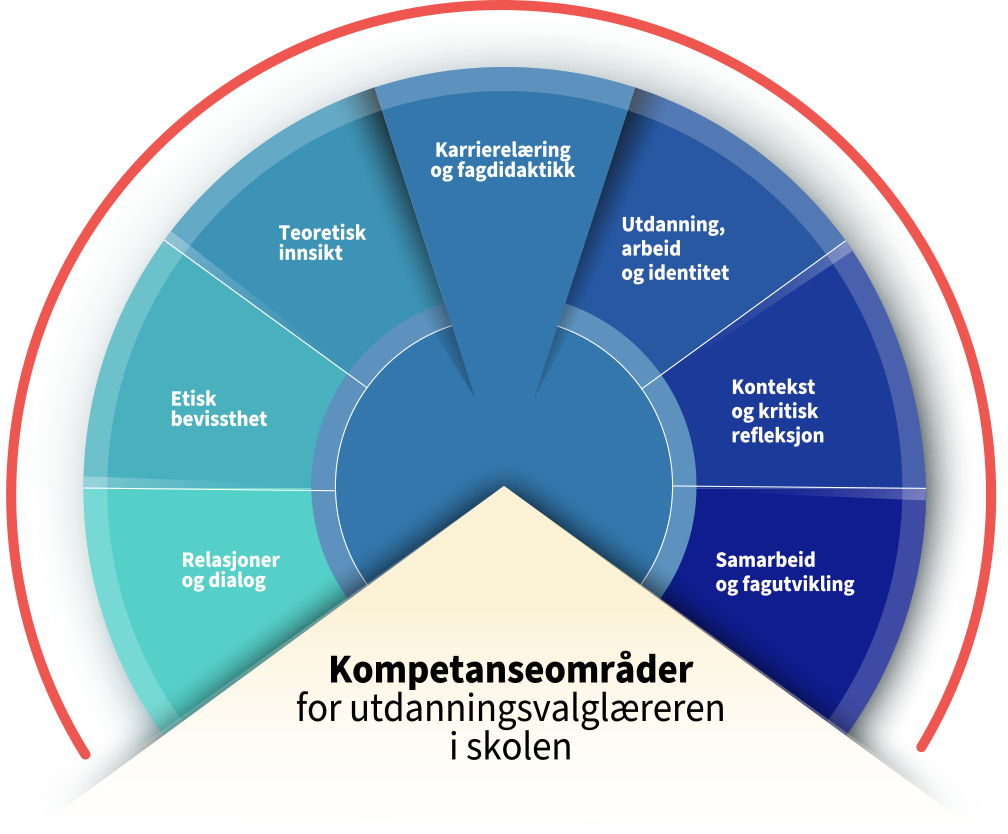 Karrierelæring
og fagdidaktikk
Teoretisk
innsikt
Utdanning,
arbeid
og identitet
Etisk
bevissthet
Kontekst
og kritisk
refleksjon
Relasjoner
og dialog
Samarbeid
og fagutvikling
Kompetanseområder
for utdanningsvalglæreren
i skolen